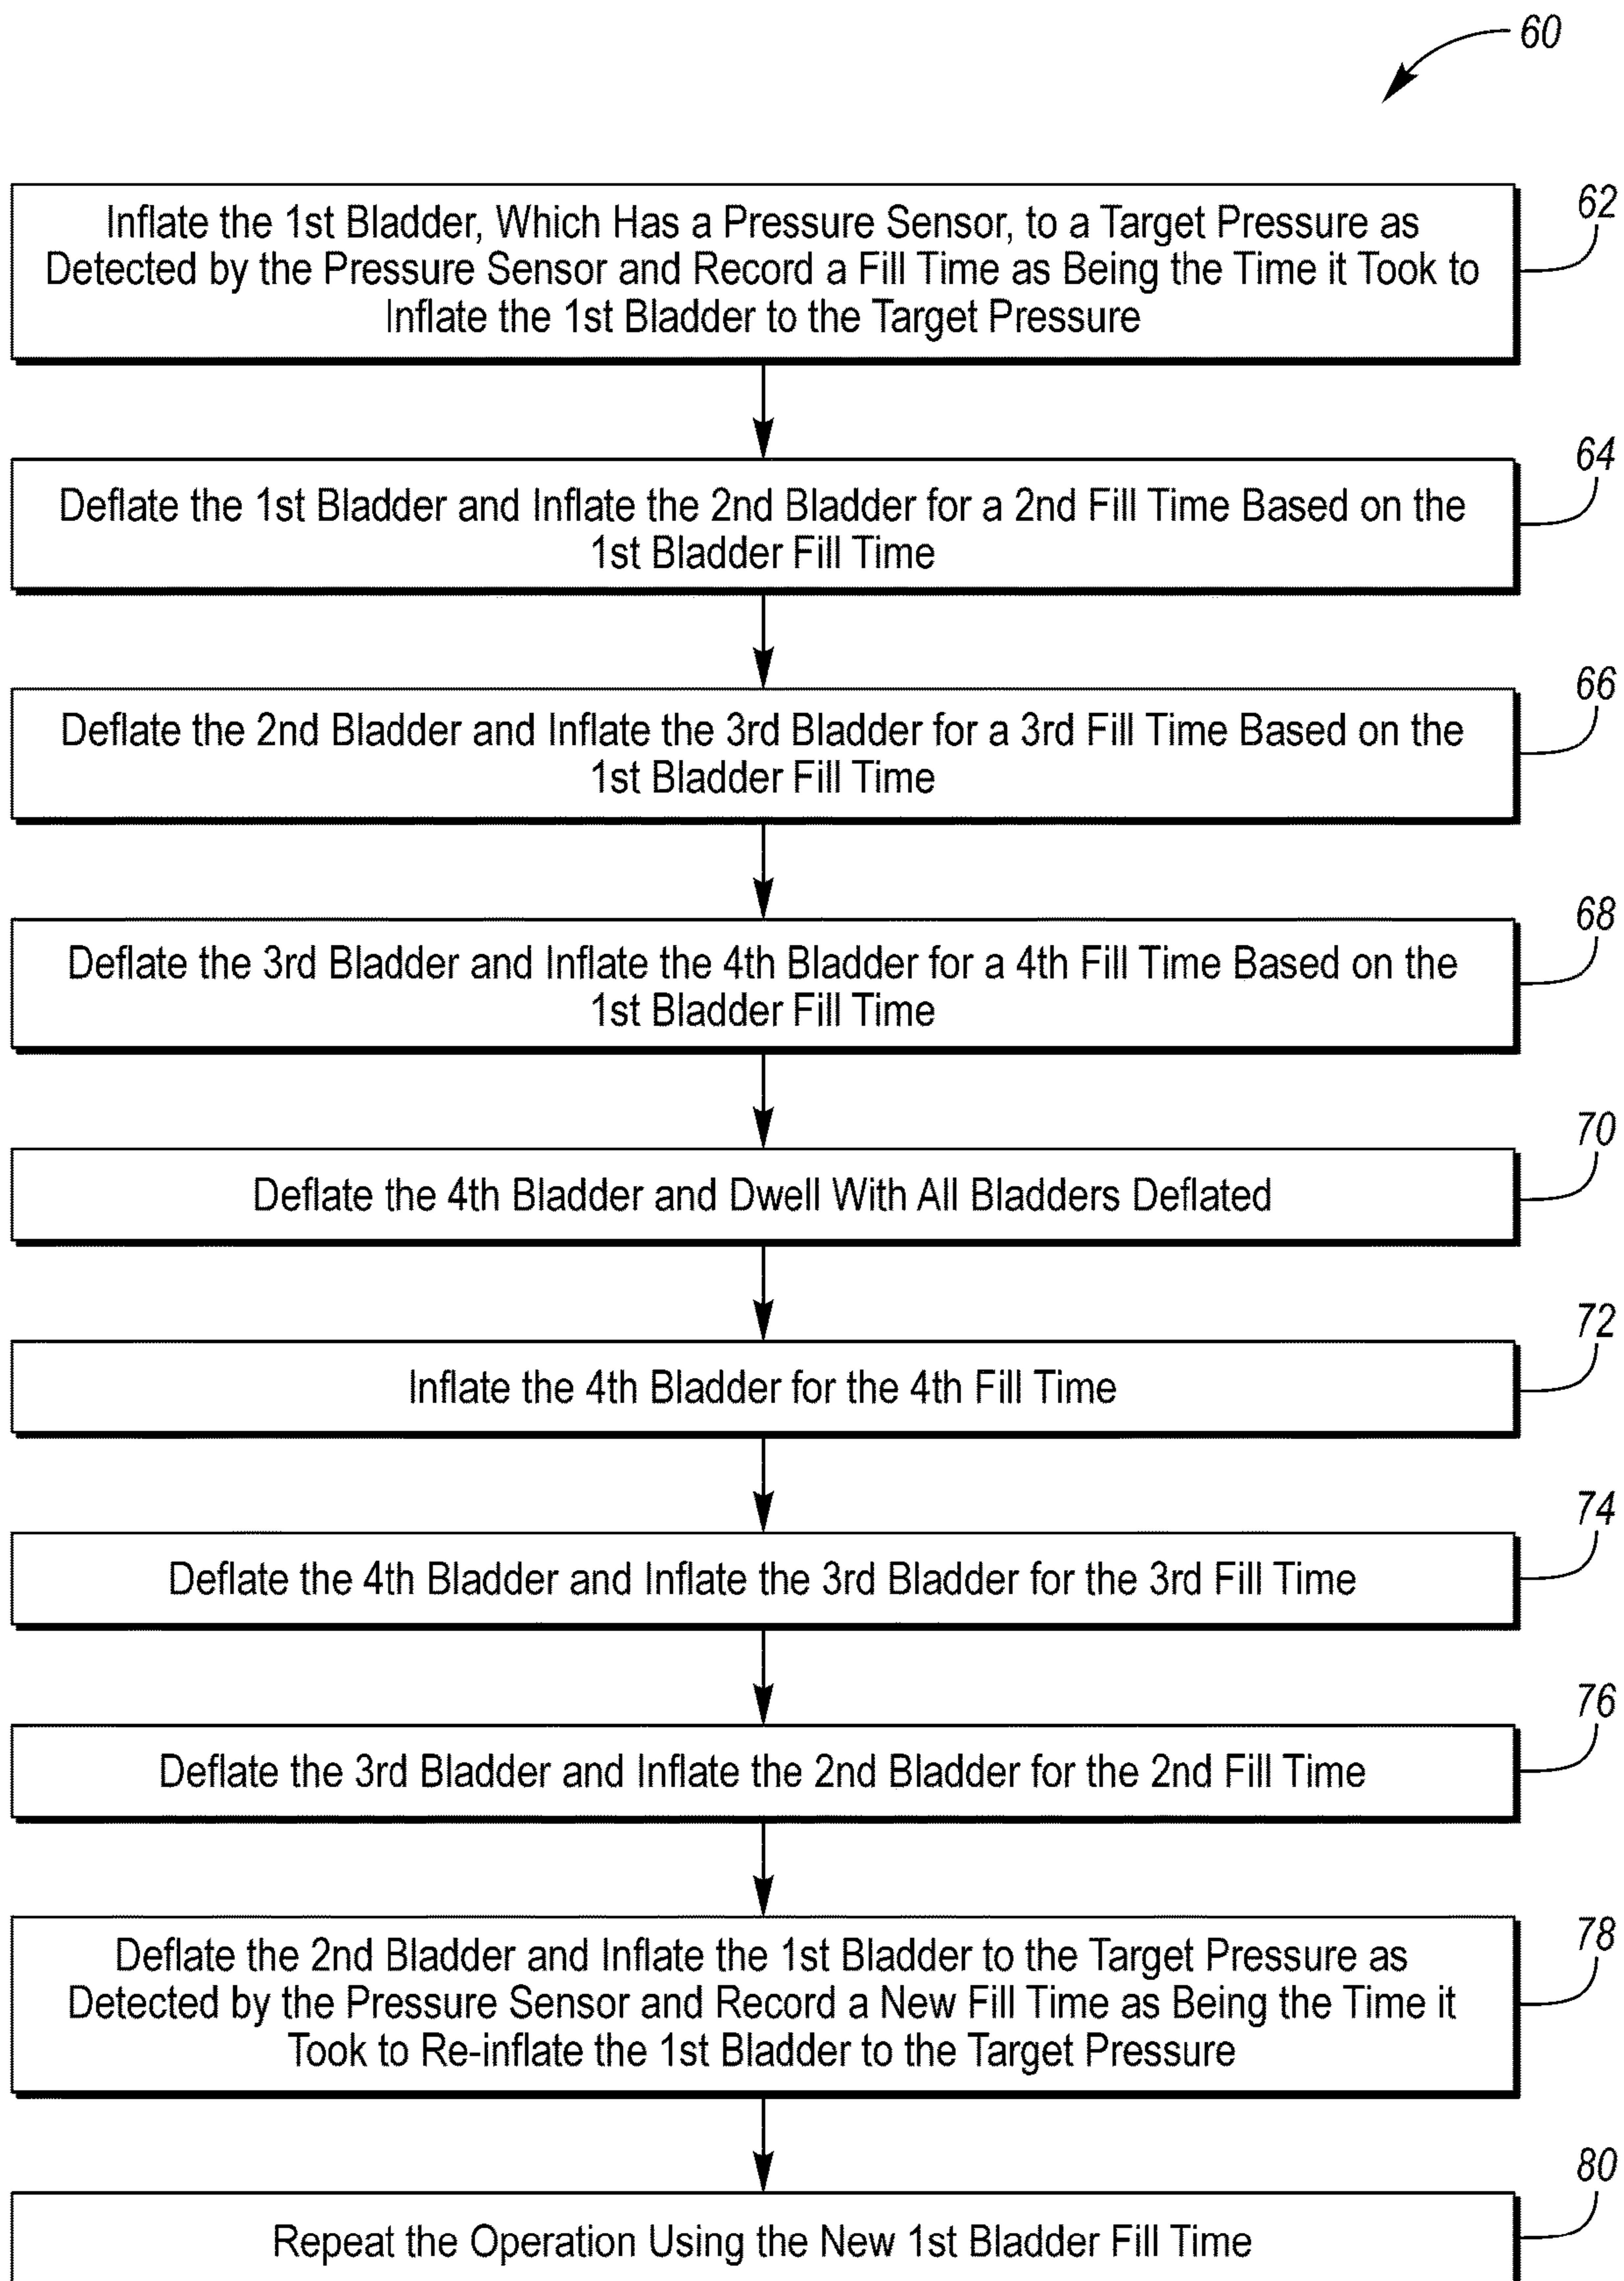 60
Inflate the 1st Bladder, Which Has a Pressure Sensor, to a Target Pressure as
Detected by the Pressure Sensor and Record a Fill Time as Being the Time it Took to
Inflate the 1st Bladder to the Target Pressure
62
Deflate the 1st Bladder and Inflate the 2nd Bladder for a 2nd Fill Time Based on the
1st Bladder Fill Time
64
Deflate the 2nd Bladder and Inflate the 3rd Bladder for a 3rd Fill Time Based on the
1st Bladder Fill Time
66
Deflate the 3rd Bladder and Inflate the 4th Bladder for a 4th Fill Time Based on the
1st Bladder Fill Time
68
Deflate the 4th Bladder and Dwell With All Bladders Deflated
70
Inflate the 4th Bladder for the 4th Fill Time
72
Deflate the 4th Bladder and Inflate the 3rd Bladder for the 3rd Fill Time
74
Deflate the 3rd Bladder and Inflate the 2nd Bladder for the 2nd Fill Time
76
Deflate the 2nd Bladder and Inflate the 1st Bladder to the Target Pressure as
Detected by the Pressure Sensor and Record a New Fill Time as Being the Time it
Took to Re-inflate the 1st Bladder to the Target Pressure
78
Repeat the Operation Using the New 1st Bladder Fill Time
80